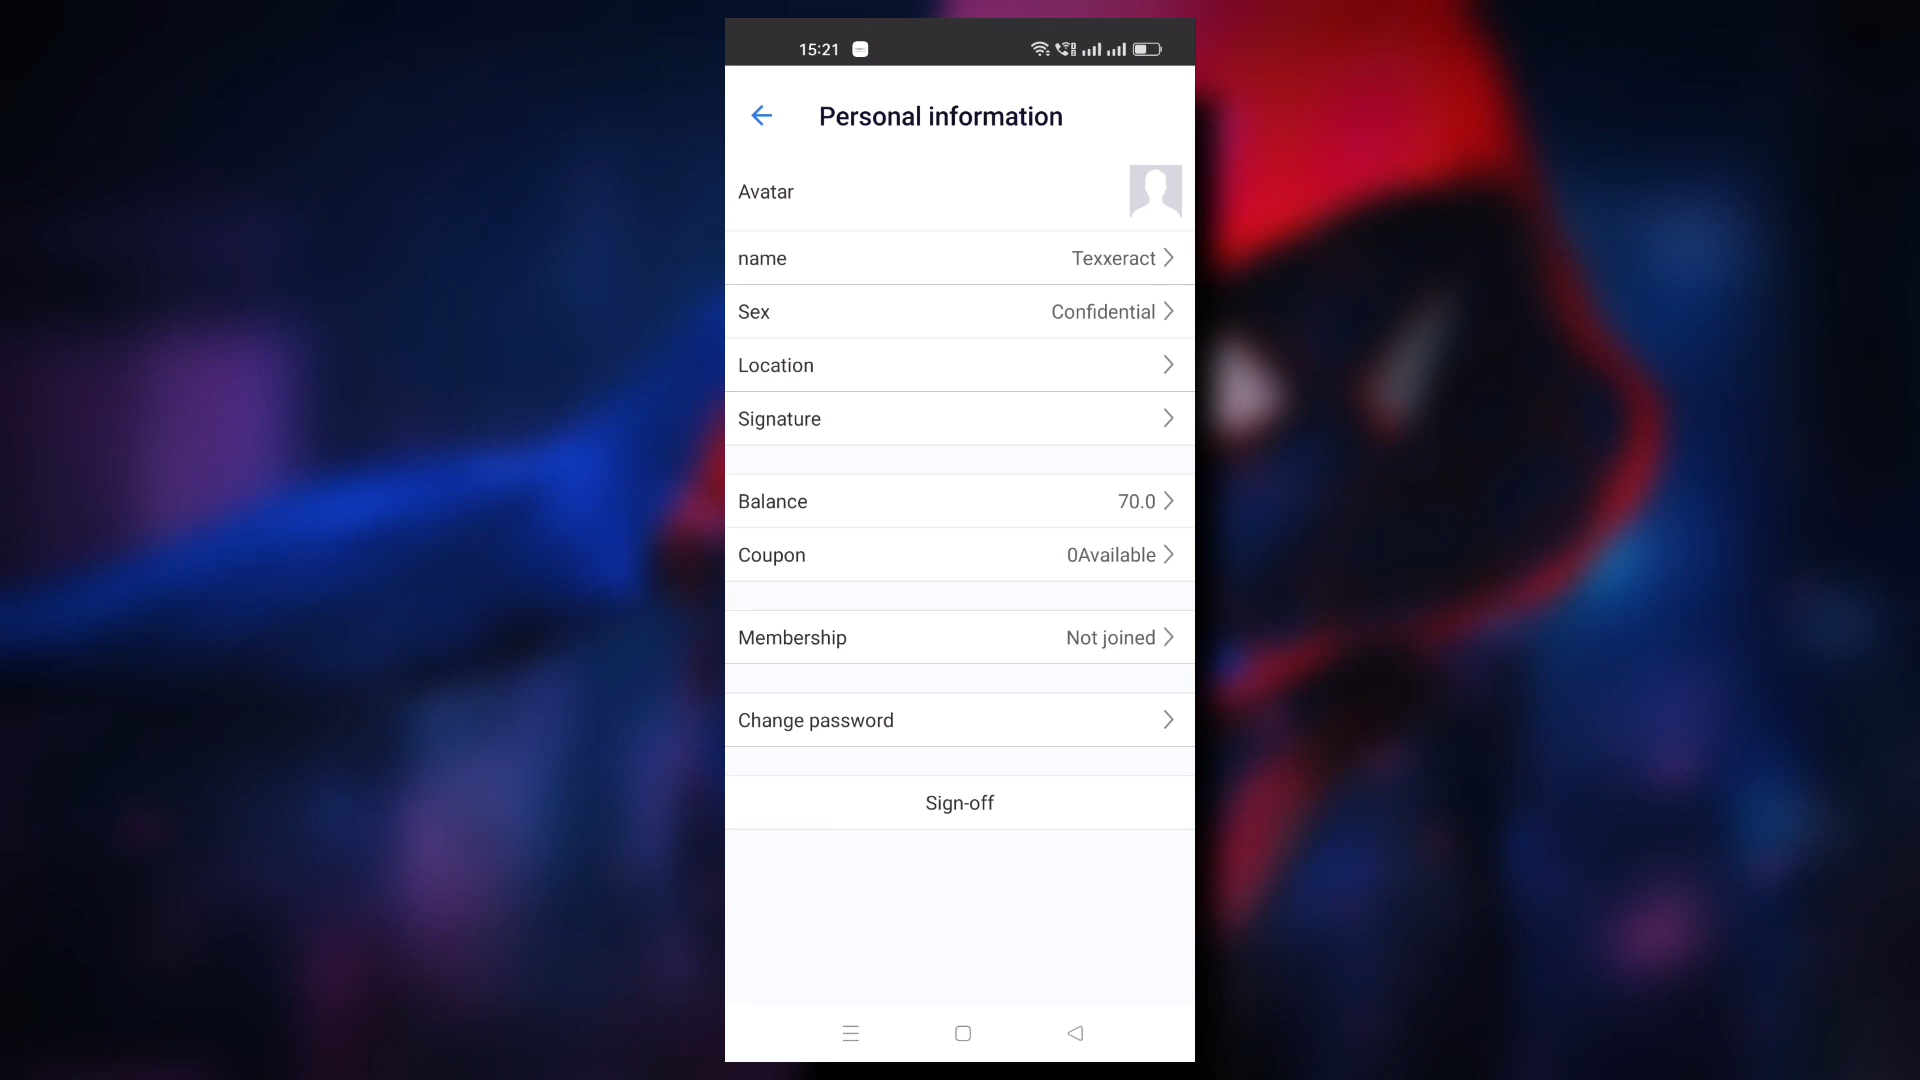 15:21
Personal information
Avatar
name Texxeract
Sex Confidential
Location
Signature
Balance 70.0
Coupon 0Available
Membership Not joined
Change password
Sign-off